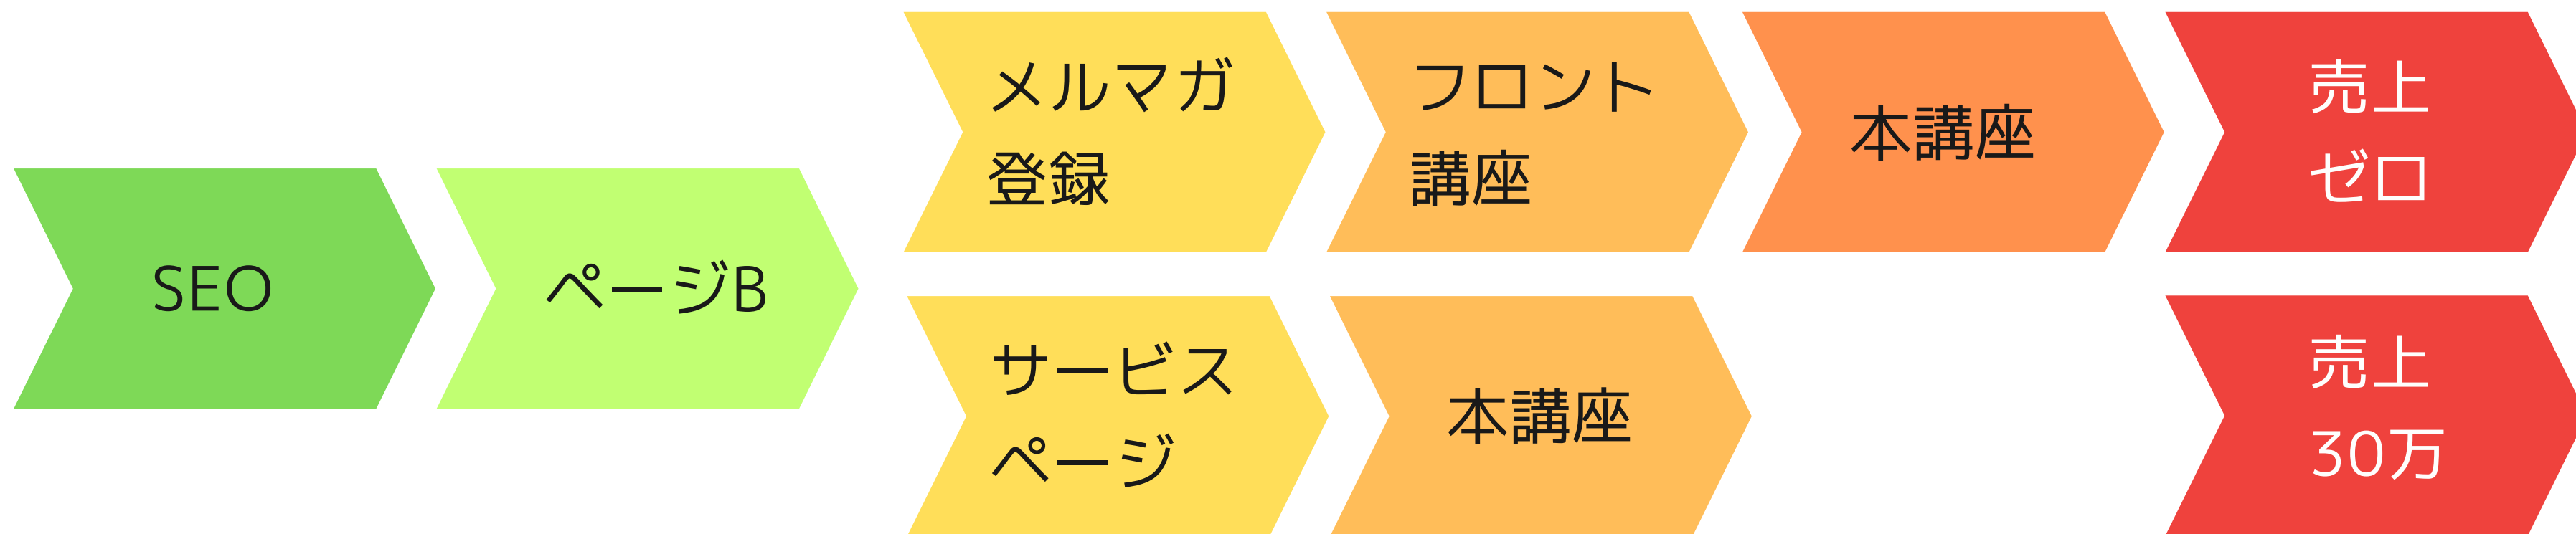 SEO
ページB
メルマガ
登録
フロント
講座
本講座
売上
ゼロ
サービス
ページ
本講座
売上
30万